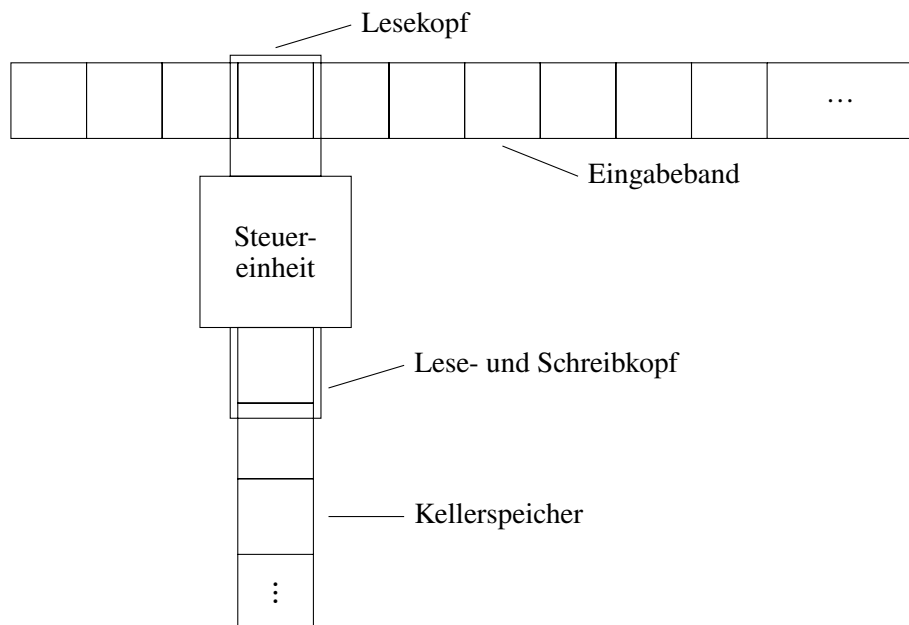 Lesekopf
...
Eingabeband
Steuer-
einheit
Lese- und Schreibkopf
Kellerspeicher
⋮